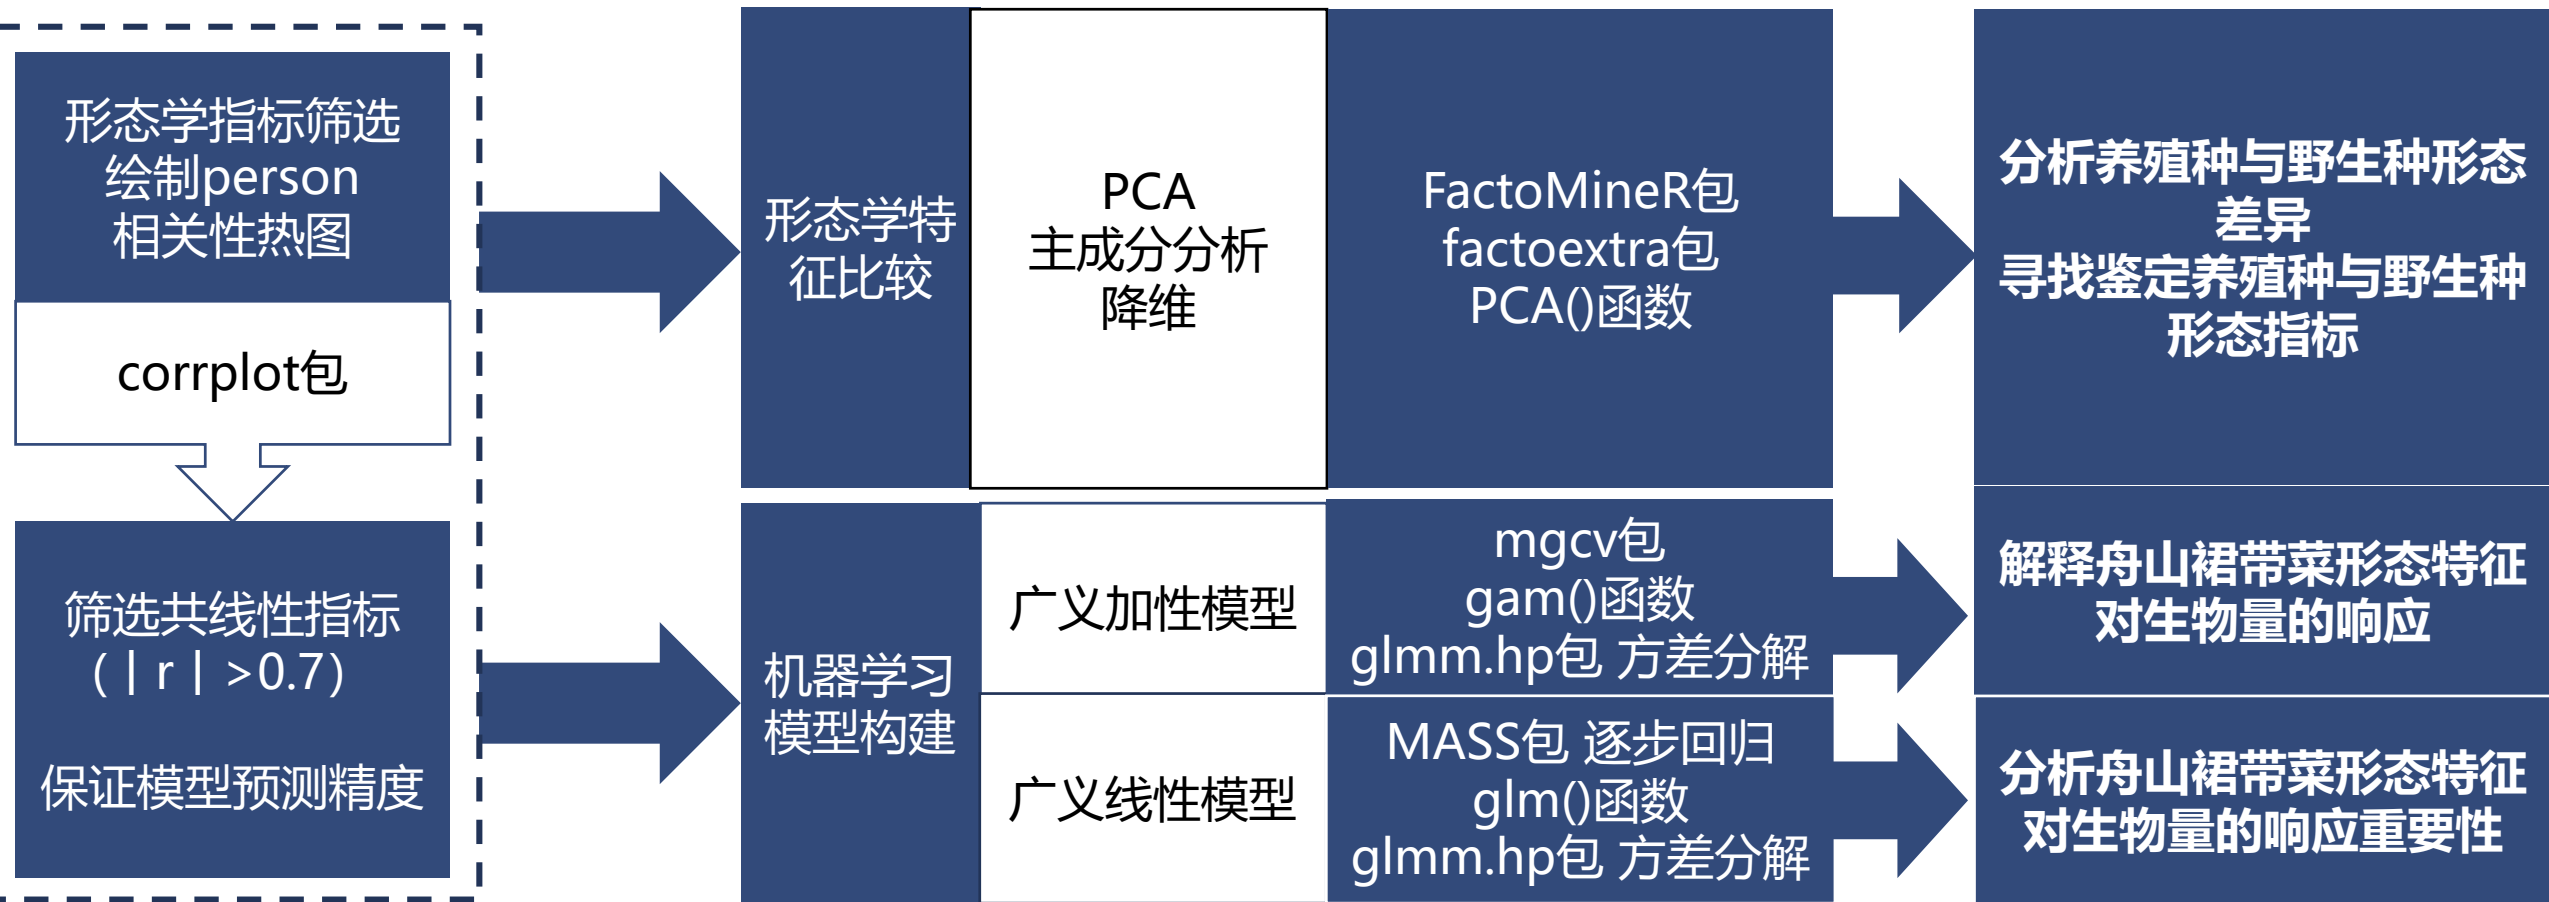 形态学指标筛选
绘制person
相关性热图
corrplot包
筛选共线性指标
(｜r｜>0.7)
保证模型预测精度
形态学特
征比较
PCA
主成分分析
降维
FactoMineR包
factoextra包
PCA()函数
分析养殖种与野生种形态
差异
寻找鉴定养殖种与野生种
形态指标
机器学习
模型构建
广义加性模型
mgcv包
gam()函数
glmm.hp包 方差分解
解释舟山裙带菜形态特征
对生物量的响应
广义线性模型
MASS包 逐步回归
glm()函数
glmm.hp包 方差分解
分析舟山裙带菜形态特征
对生物量的响应重要性